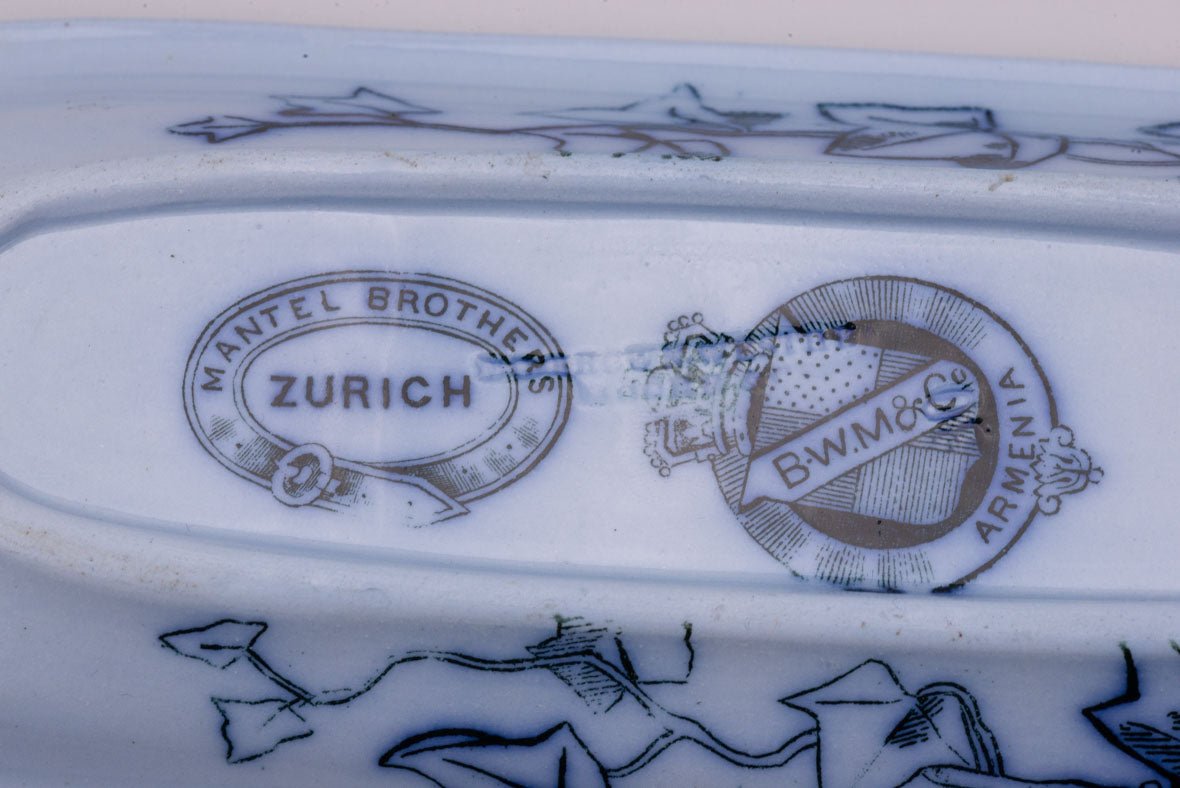 MANTEL BROTHERS
ZURICH
B.W.M&Co
ARMENIA